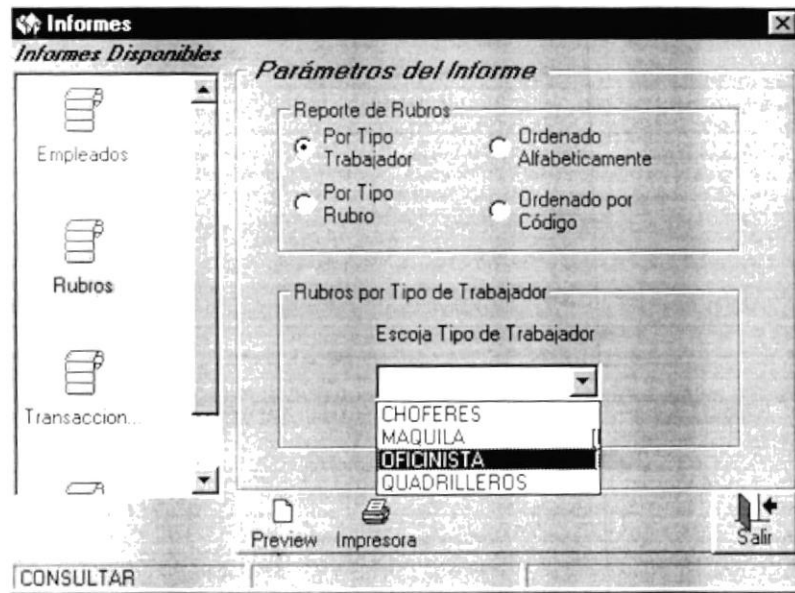 Informes
Informes Disponibles
Empleados
Rubros
Transaccion...
Parámetros del Informe
Reporte de Rubros
Por Tipo
Trabajador
Ordenado
Alfabeticamente
Por Tipo
Rubro
Ordenado por
Código
Rubros por Tipo de Trabajador
Escoja Tipo de Trabajador
CHOFERES
MAQUILA
OFICINISTA
QUADRILLEROS
Preview
Impresora
Salir
CONSULTAR